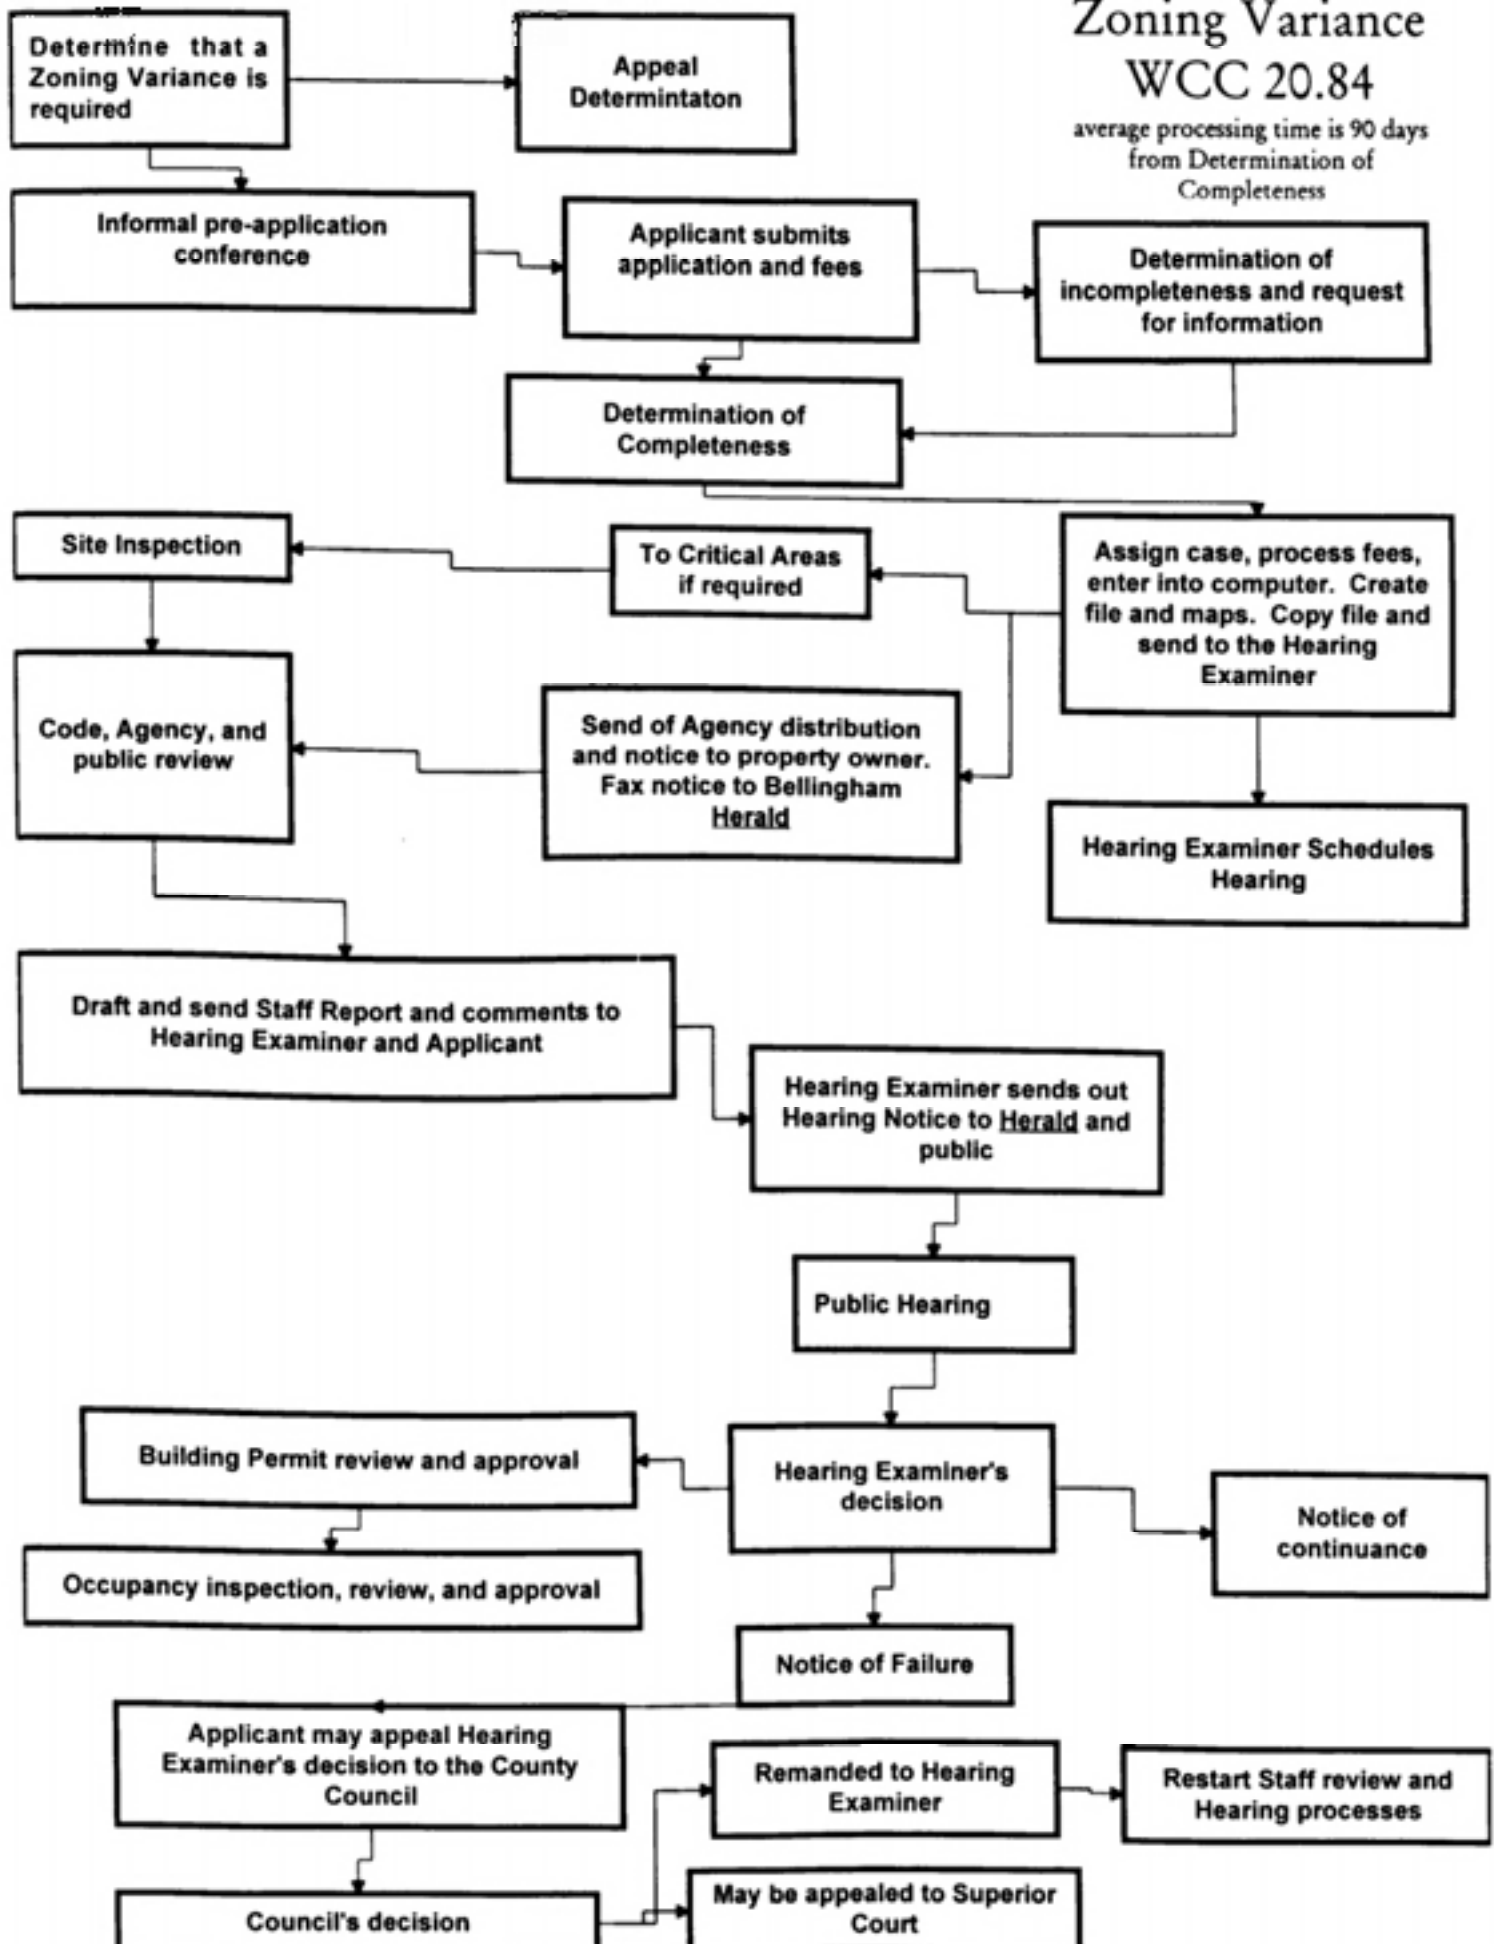 Zoning Variance
WCC 20.84
average processing time is 90 days
from Determination of
Completeness
Determine that a
Zoning Variance is
required
Appeal
Determintaton
Informal pre-application
conference
Applicant submits
application and fees
Determination of
incompleteness and request
for information
Determination of
Completeness
Site Inspection
To Critical Areas
if required
Assign case, process fees,
enter into computer. Create
file and maps. Copy file and
send to the Hearing
Examiner
Code, Agency, and
public review
Send of Agency distribution
and notice to property owner.
Fax notice to Bellingham
Herald
Hearing Examiner Schedules
Hearing
Draft and send Staff Report and comments to
Hearing Examiner and Applicant
Hearing Examiner sends out
Hearing Notice to Herald and
public
Public Hearing
Building Permit review and approval
Hearing Examiner's
decision
Notice of
continuance
Occupancy inspection, review, and approval
Notice of Failure
Applicant may appeal Hearing
Examiner's decision to the County
Council
Remanded to Hearing
Examiner
Restart Staff review and
Hearing processes
Council's decision
May be appealed to Superior
Court